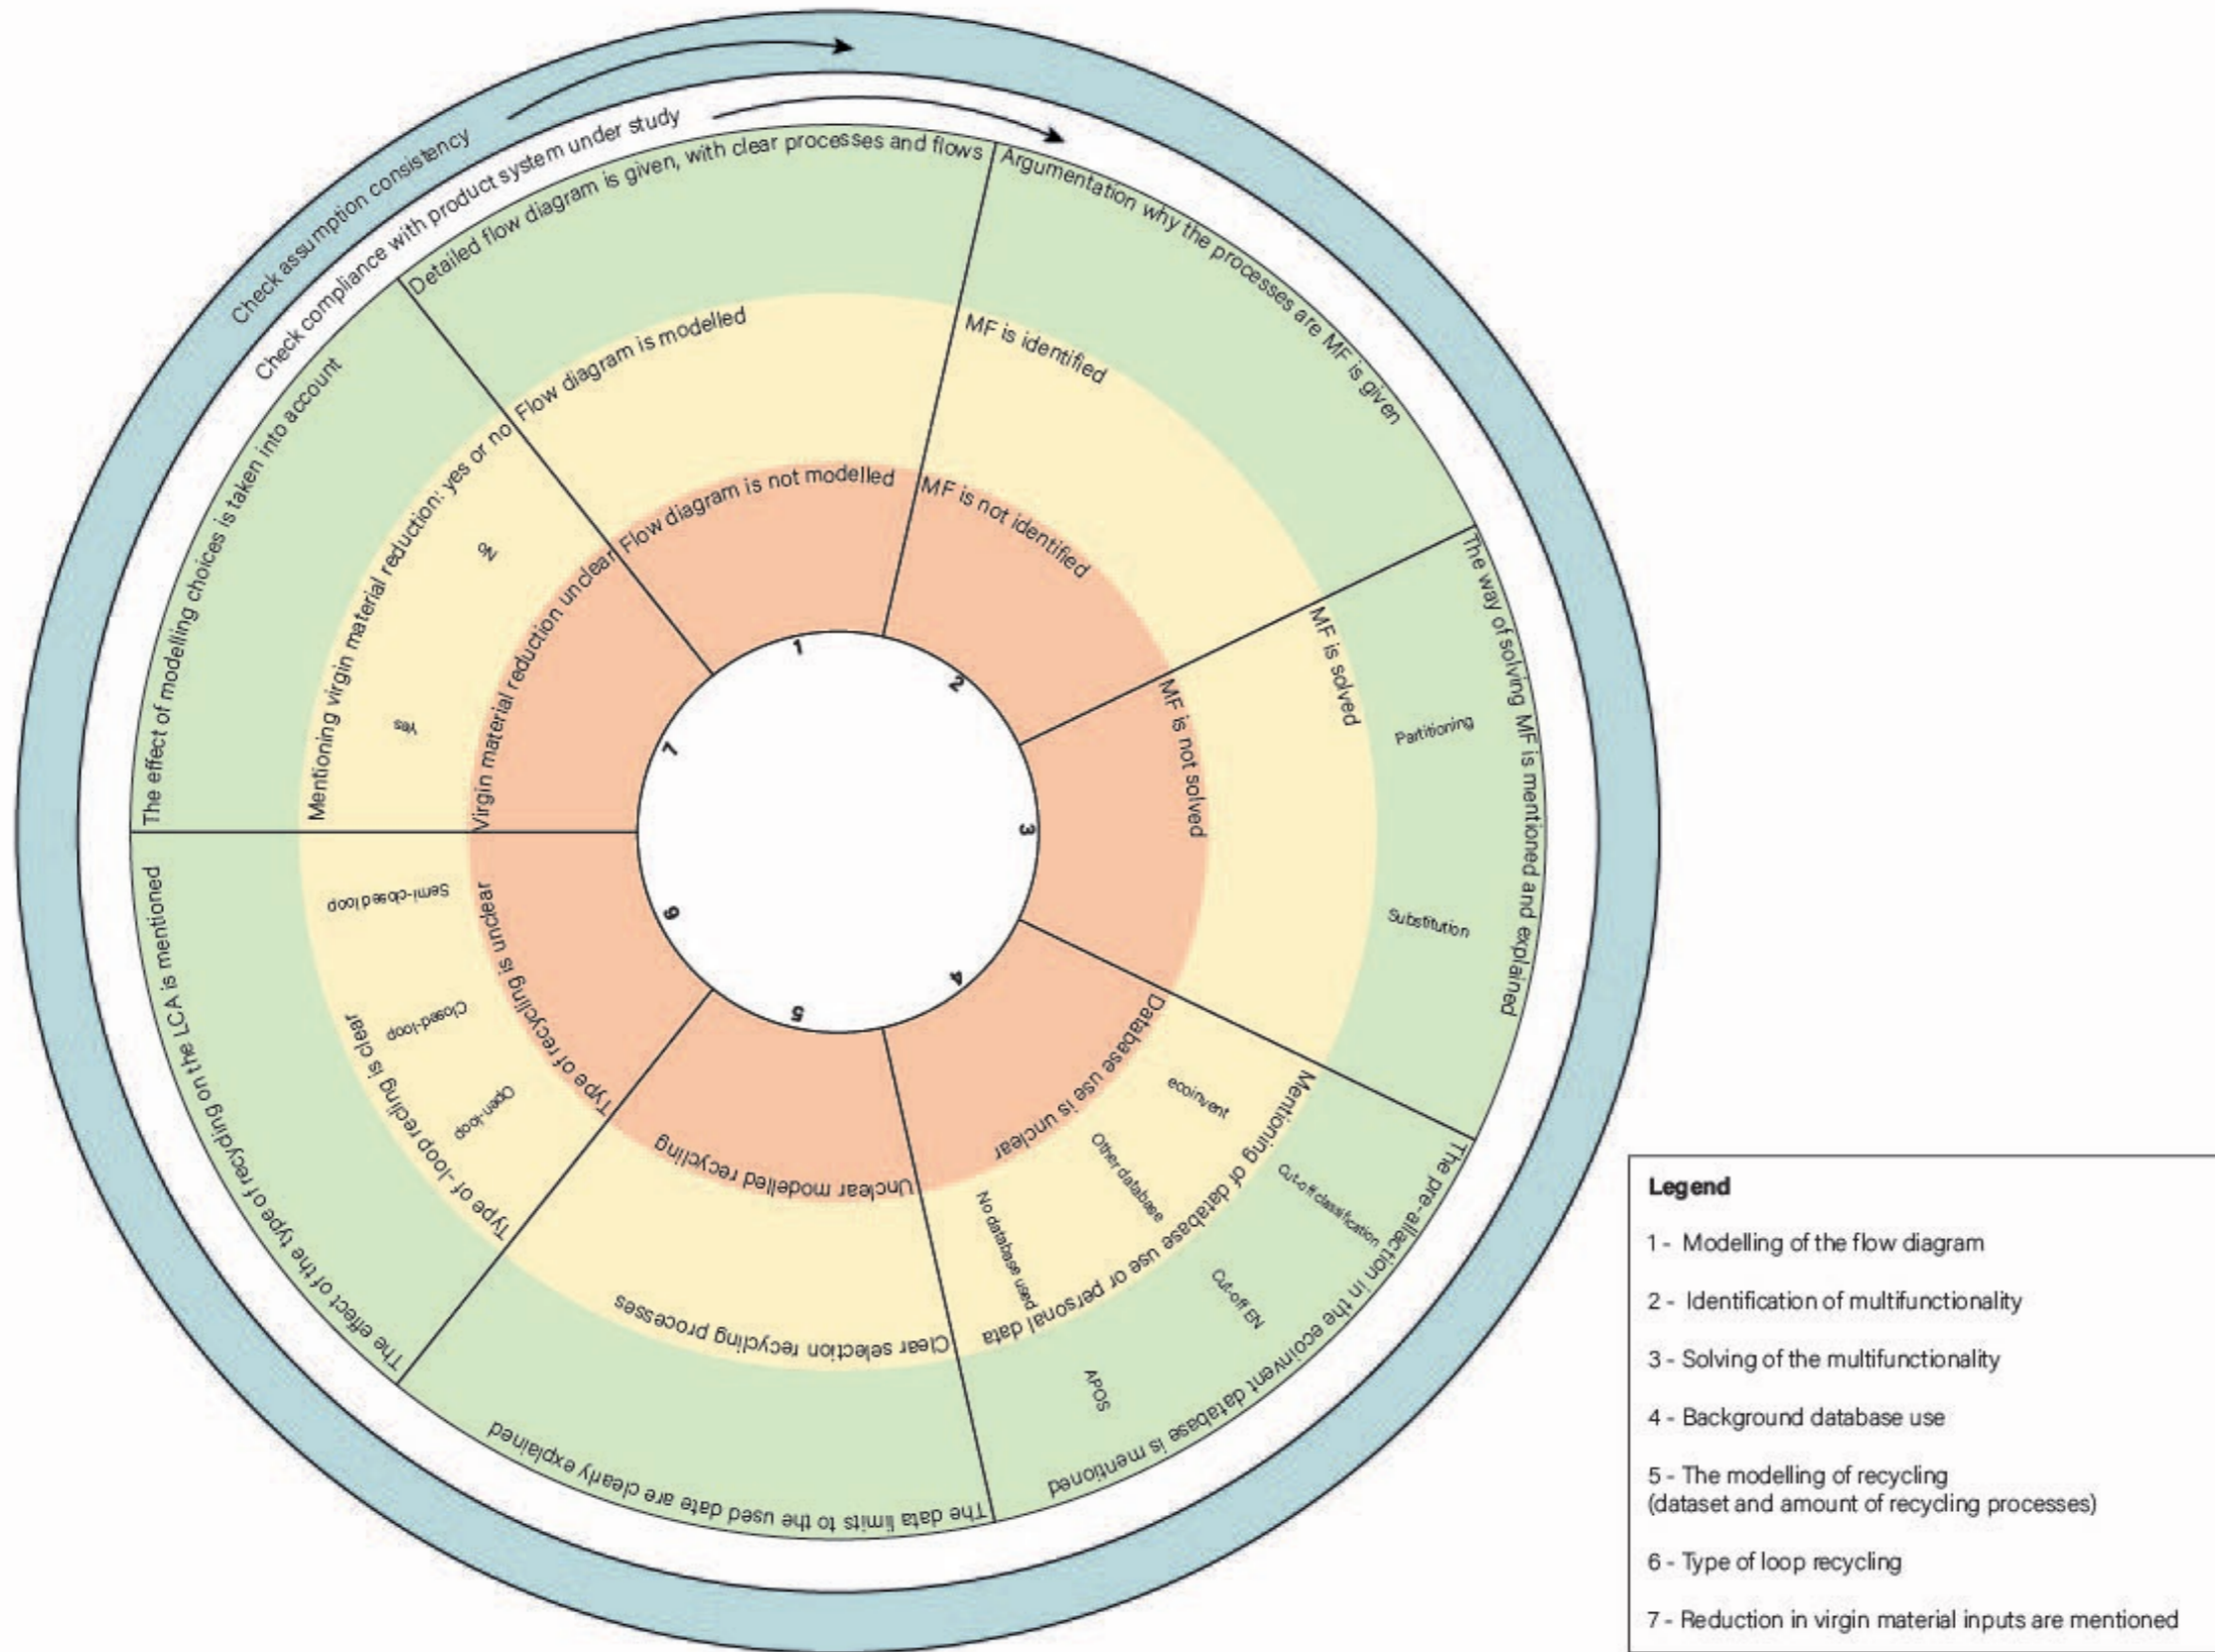 Check assumption consistency
Check compliance with product system under study
Detailed flow diagram is given, with clear processes and flows
Flow diagram is modelled
Flow diagram is not modelled
1
Argumentation why the processes are MF is given
MF is identified
MF is not identified
2
The way of solving MF is mentioned and explained
Partitioning
Substitution
MF is solved
MF is not solved
3
The pre-allaction in the ecoinvent database is mentioned
Cut-off classification
Cut-off EN
APOS
Mentioning of database use or personal data
ecoinvent
Other database
No database used
Database use is unclear
4
The data limits to the used date are clearly explained
Clear selection recycling processes
Unclear modelled recycling
5
The effect of the type of recycling on the LCA is mentioned
Type of -loop recling is clear
Open-loop
Closed-loop
Semi-closed loop
Type of recycling is unclear
6
The effect of modelling choices is taken into account
Mentioning virgin material reduction: yes or no
Yes
No
Virgin material reduction unclear
7
Legend
1 - Modelling of the flow diagram
2 - Identification of multifunctionality
3 - Solving of the multifunctionality
4 - Background database use
5 - The modelling of recycling
(dataset and amount of recycling processes)
6 - Type of loop recycling
7 - Reduction in virgin material inputs are mentioned